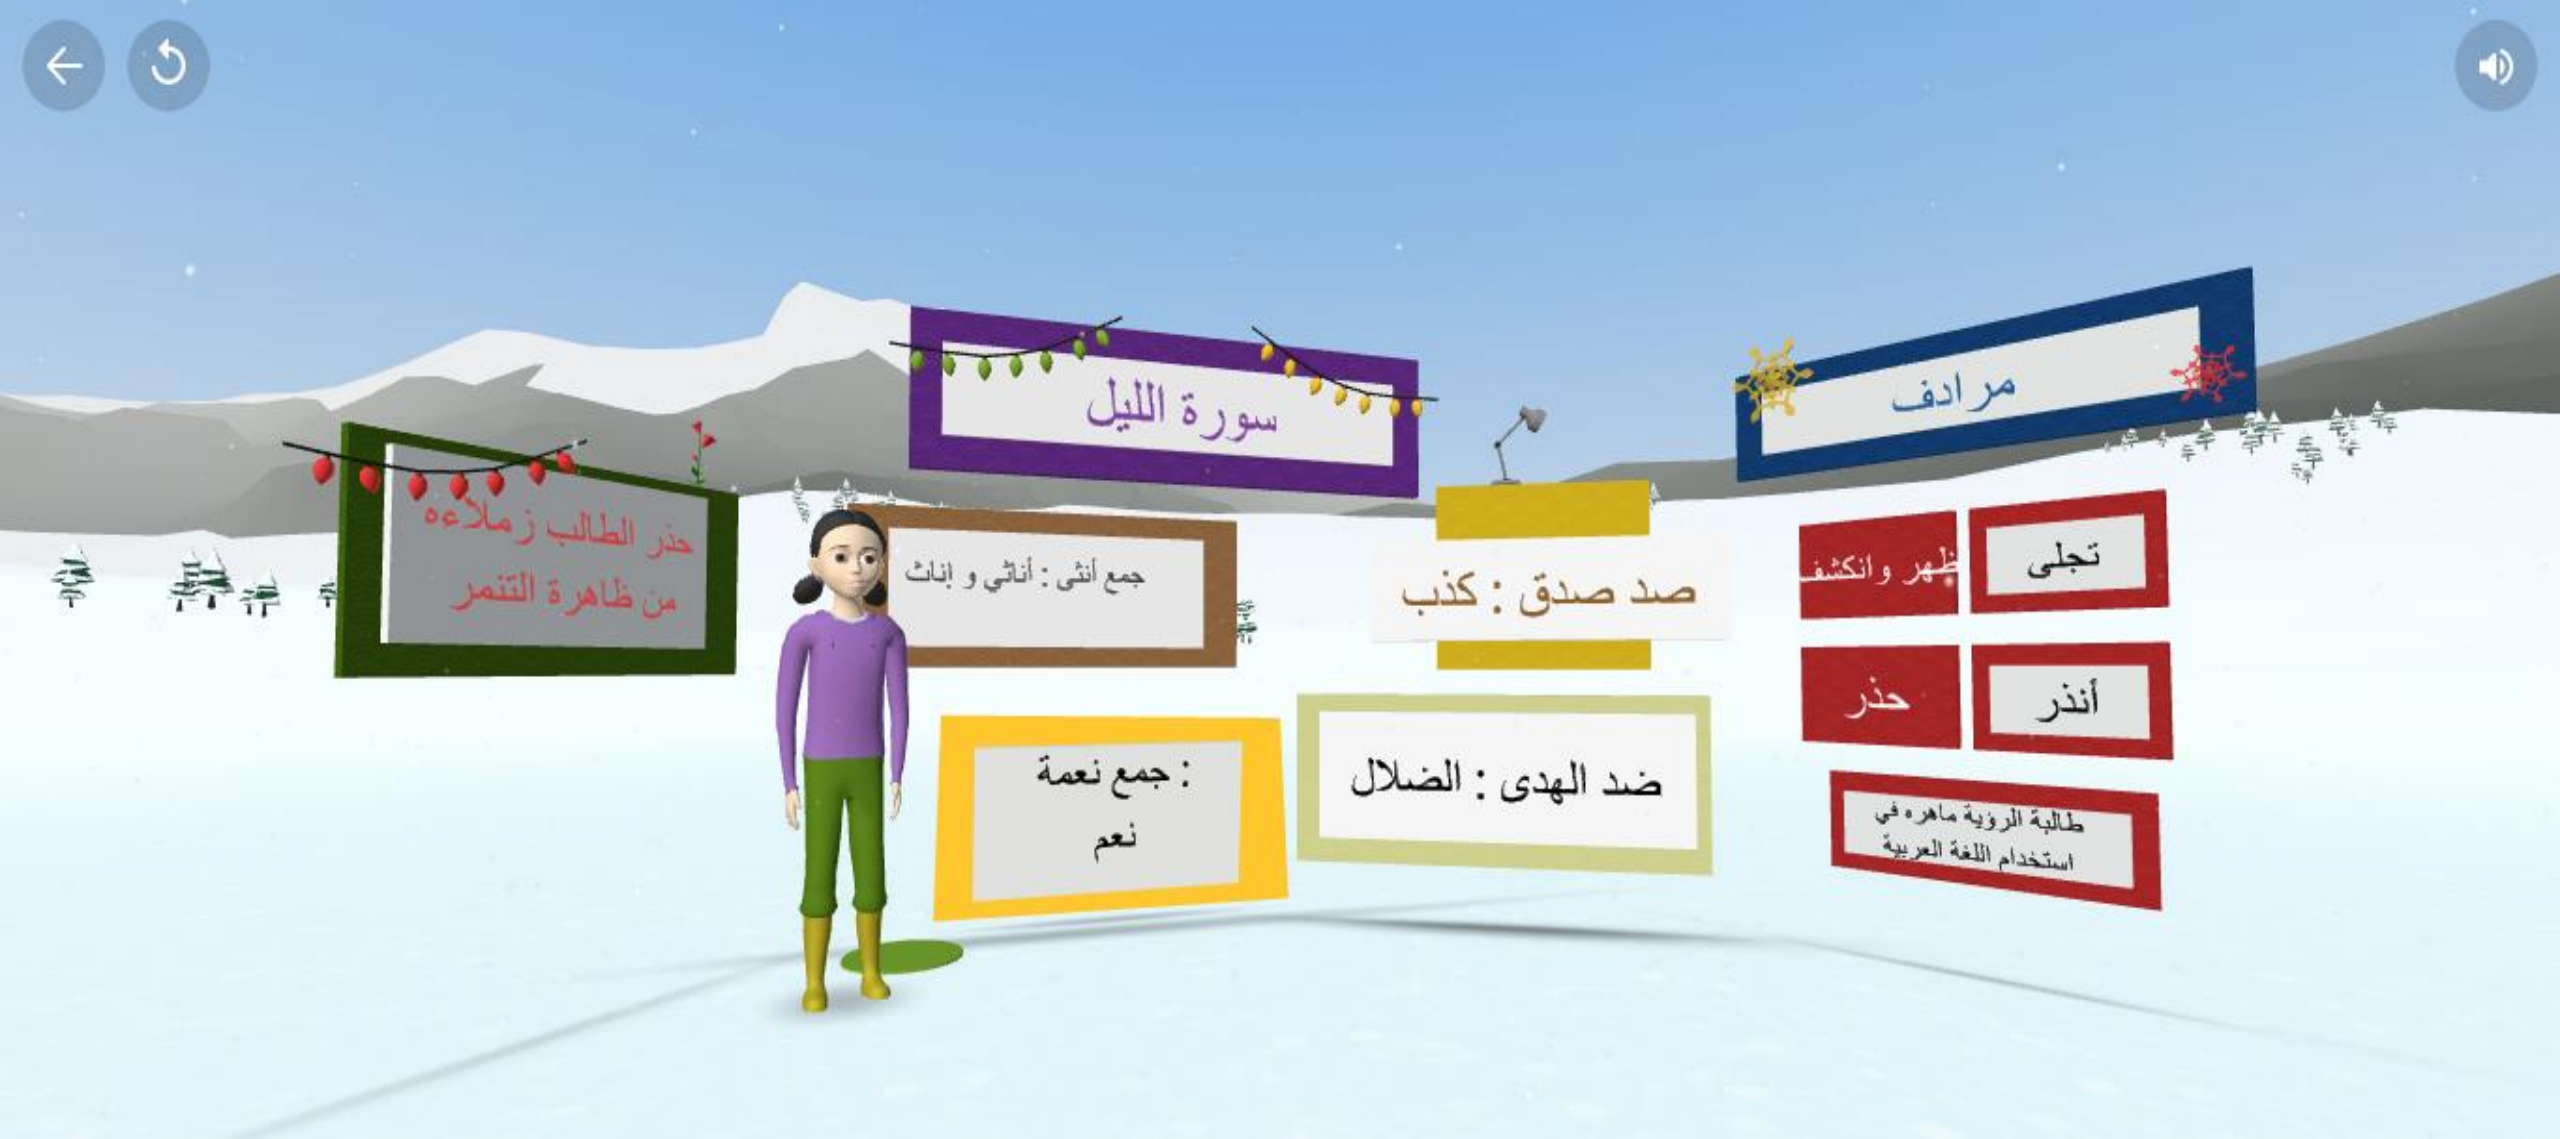 سورة الليل
مرادف
حذر الطالب زملاءه
من ظاهرة التنمر
جمع أنثى : أناثي و إناث
صد صدق : كذب
تجلى
ظهر وانكشف
أنذر
حذر
: جمع نعمة
نعم
ضد الهدى : الضلال
طالبة الرؤية ماهره في
استخدام اللغة العربية